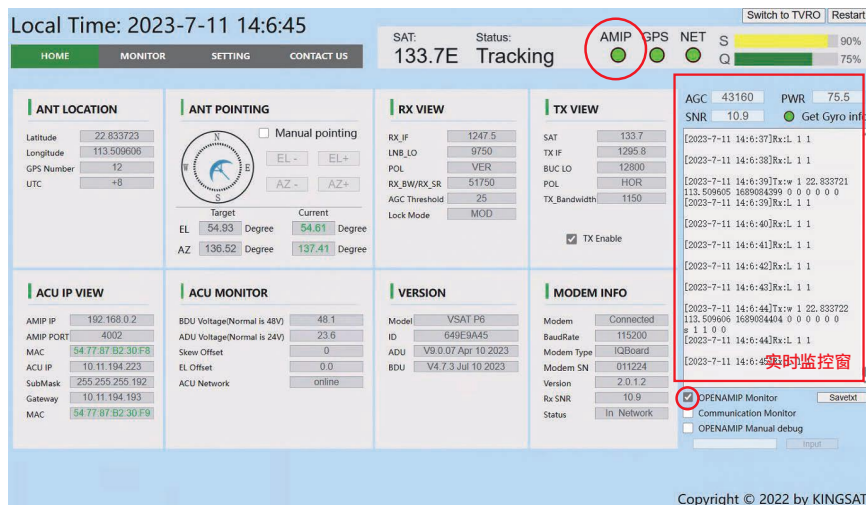 Local Time: 2023-7-11 14:6:45
Switch to TVRO
Restart
HOME MONITOR SETTING CONTACT US
SAT: Status: AMIP GPS NET S 90%
133.7E Tracking Q 75%
ANT LOCATION
Latitude 22.833723
Longitude 113.509606
GPS Number 12
UTC +8
ANT POINTING
N
W E
S
Manual pointing
EL - EL+
AZ - AZ+
Target Current
EL 54.93 Degree 54.61 Degree
AZ 136.52 Degree 137.41 Degree
RX VIEW
RX_IF 1247.5
LNB_LO 9750
POL VER
RX_BW/RX_SR 51750
AGC Threshold 25
Lock Mode MOD
TX VIEW
SAT 133.7
TX IF 1295.8
BUC LO 12800
POL HOR
TX_Bandwidth 1150
TX Enable
AGC 43160 PWR 75.5
SNR 10.9 Get Gyro info
[2023-7-11 14:6:37]Rx:L 1 1
[2023-7-11 14:6:38]Rx:L 1 1
[2023-7-11 14:6:39]Tx:w 1 22.833721
113.509605 1689084399 0 0 0 0 0 0
[2023-7-11 14:6:39]Rx:L 1 1
[2023-7-11 14:6:40]Rx:L 1 1
[2023-7-11 14:6:41]Rx:L 1 1
[2023-7-11 14:6:42]Rx:L 1 1
[2023-7-11 14:6:43]Rx:L 1 1
[2023-7-11 14:6:44]Tx:w 1 22.833722
113.509606 1689084404 0 0 0 0 0 0
s 1 1 0 0
[2023-7-11 14:6:44]Rx:L 1 1
[2023-7-11 14:6:45]Rx:L 1 1
实时监控窗
ACU IP VIEW
AMIP IP 192.168.0.2
AMIP PORT 4002
MAC 54:77:87:B2:30:F8
ACU IP 10.11.194.223
SubMask 255.255.255.192
Gateway 10.11.194.193
MAC 54:77:87:B2:30:F9
ACU MONITOR
BDU Voltage(Normal is 48V) 48.1
ADU Voltage(Normal is 24V) 23.6
Skew Offset 0
EL Offset 0.0
ACU Network online
VERSION
Model VSAT P6
ID 649E9A45
ADU V9.0.07 Apr 10 2023
BDU V4.7.3 Jul 10 2023
MODEM INFO
Modem Connected
BaudRate 115200
Modem Type IQBoard
Modem SN 011224
Version 2.0.1.2
Rx SNR 10.9
Status In Network
OPENAMIP Monitor Savetxt
Communication Monitor
OPENAMIP Manual debug
Input
Copyright © 2022 by KINGSAT